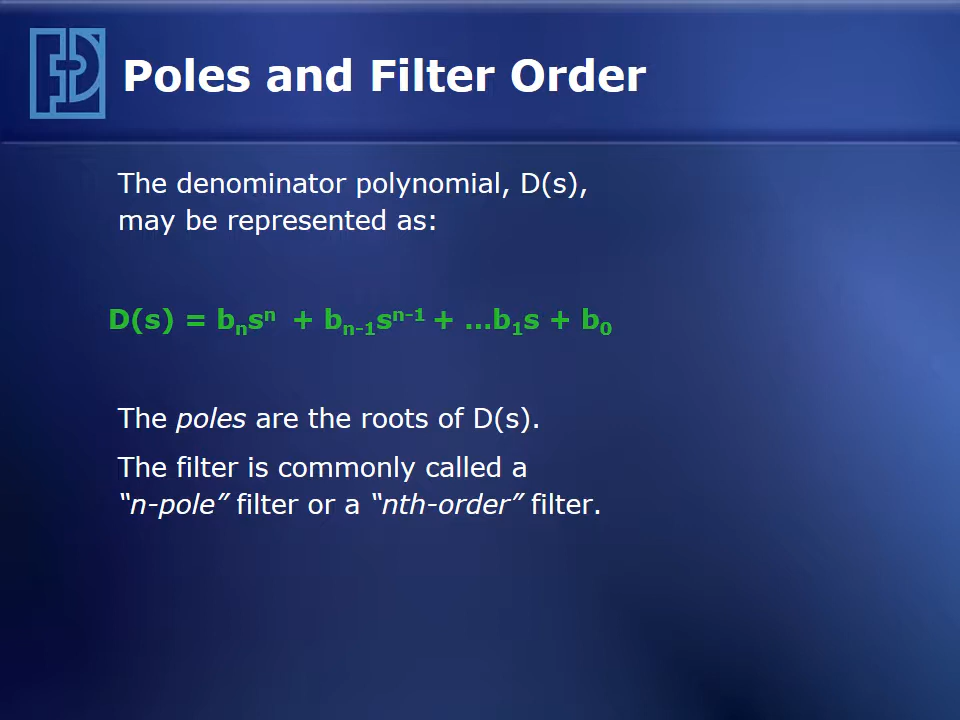 Poles and Filter Order
The denominator polynomial, D(s),
may be represented as:
D(s) = bₙsⁿ + bₙ₋₁sⁿ⁻¹ + …b₁s + b₀
The poles are the roots of D(s).
The filter is commonly called a
“n-pole” filter or a “nth-order” filter.